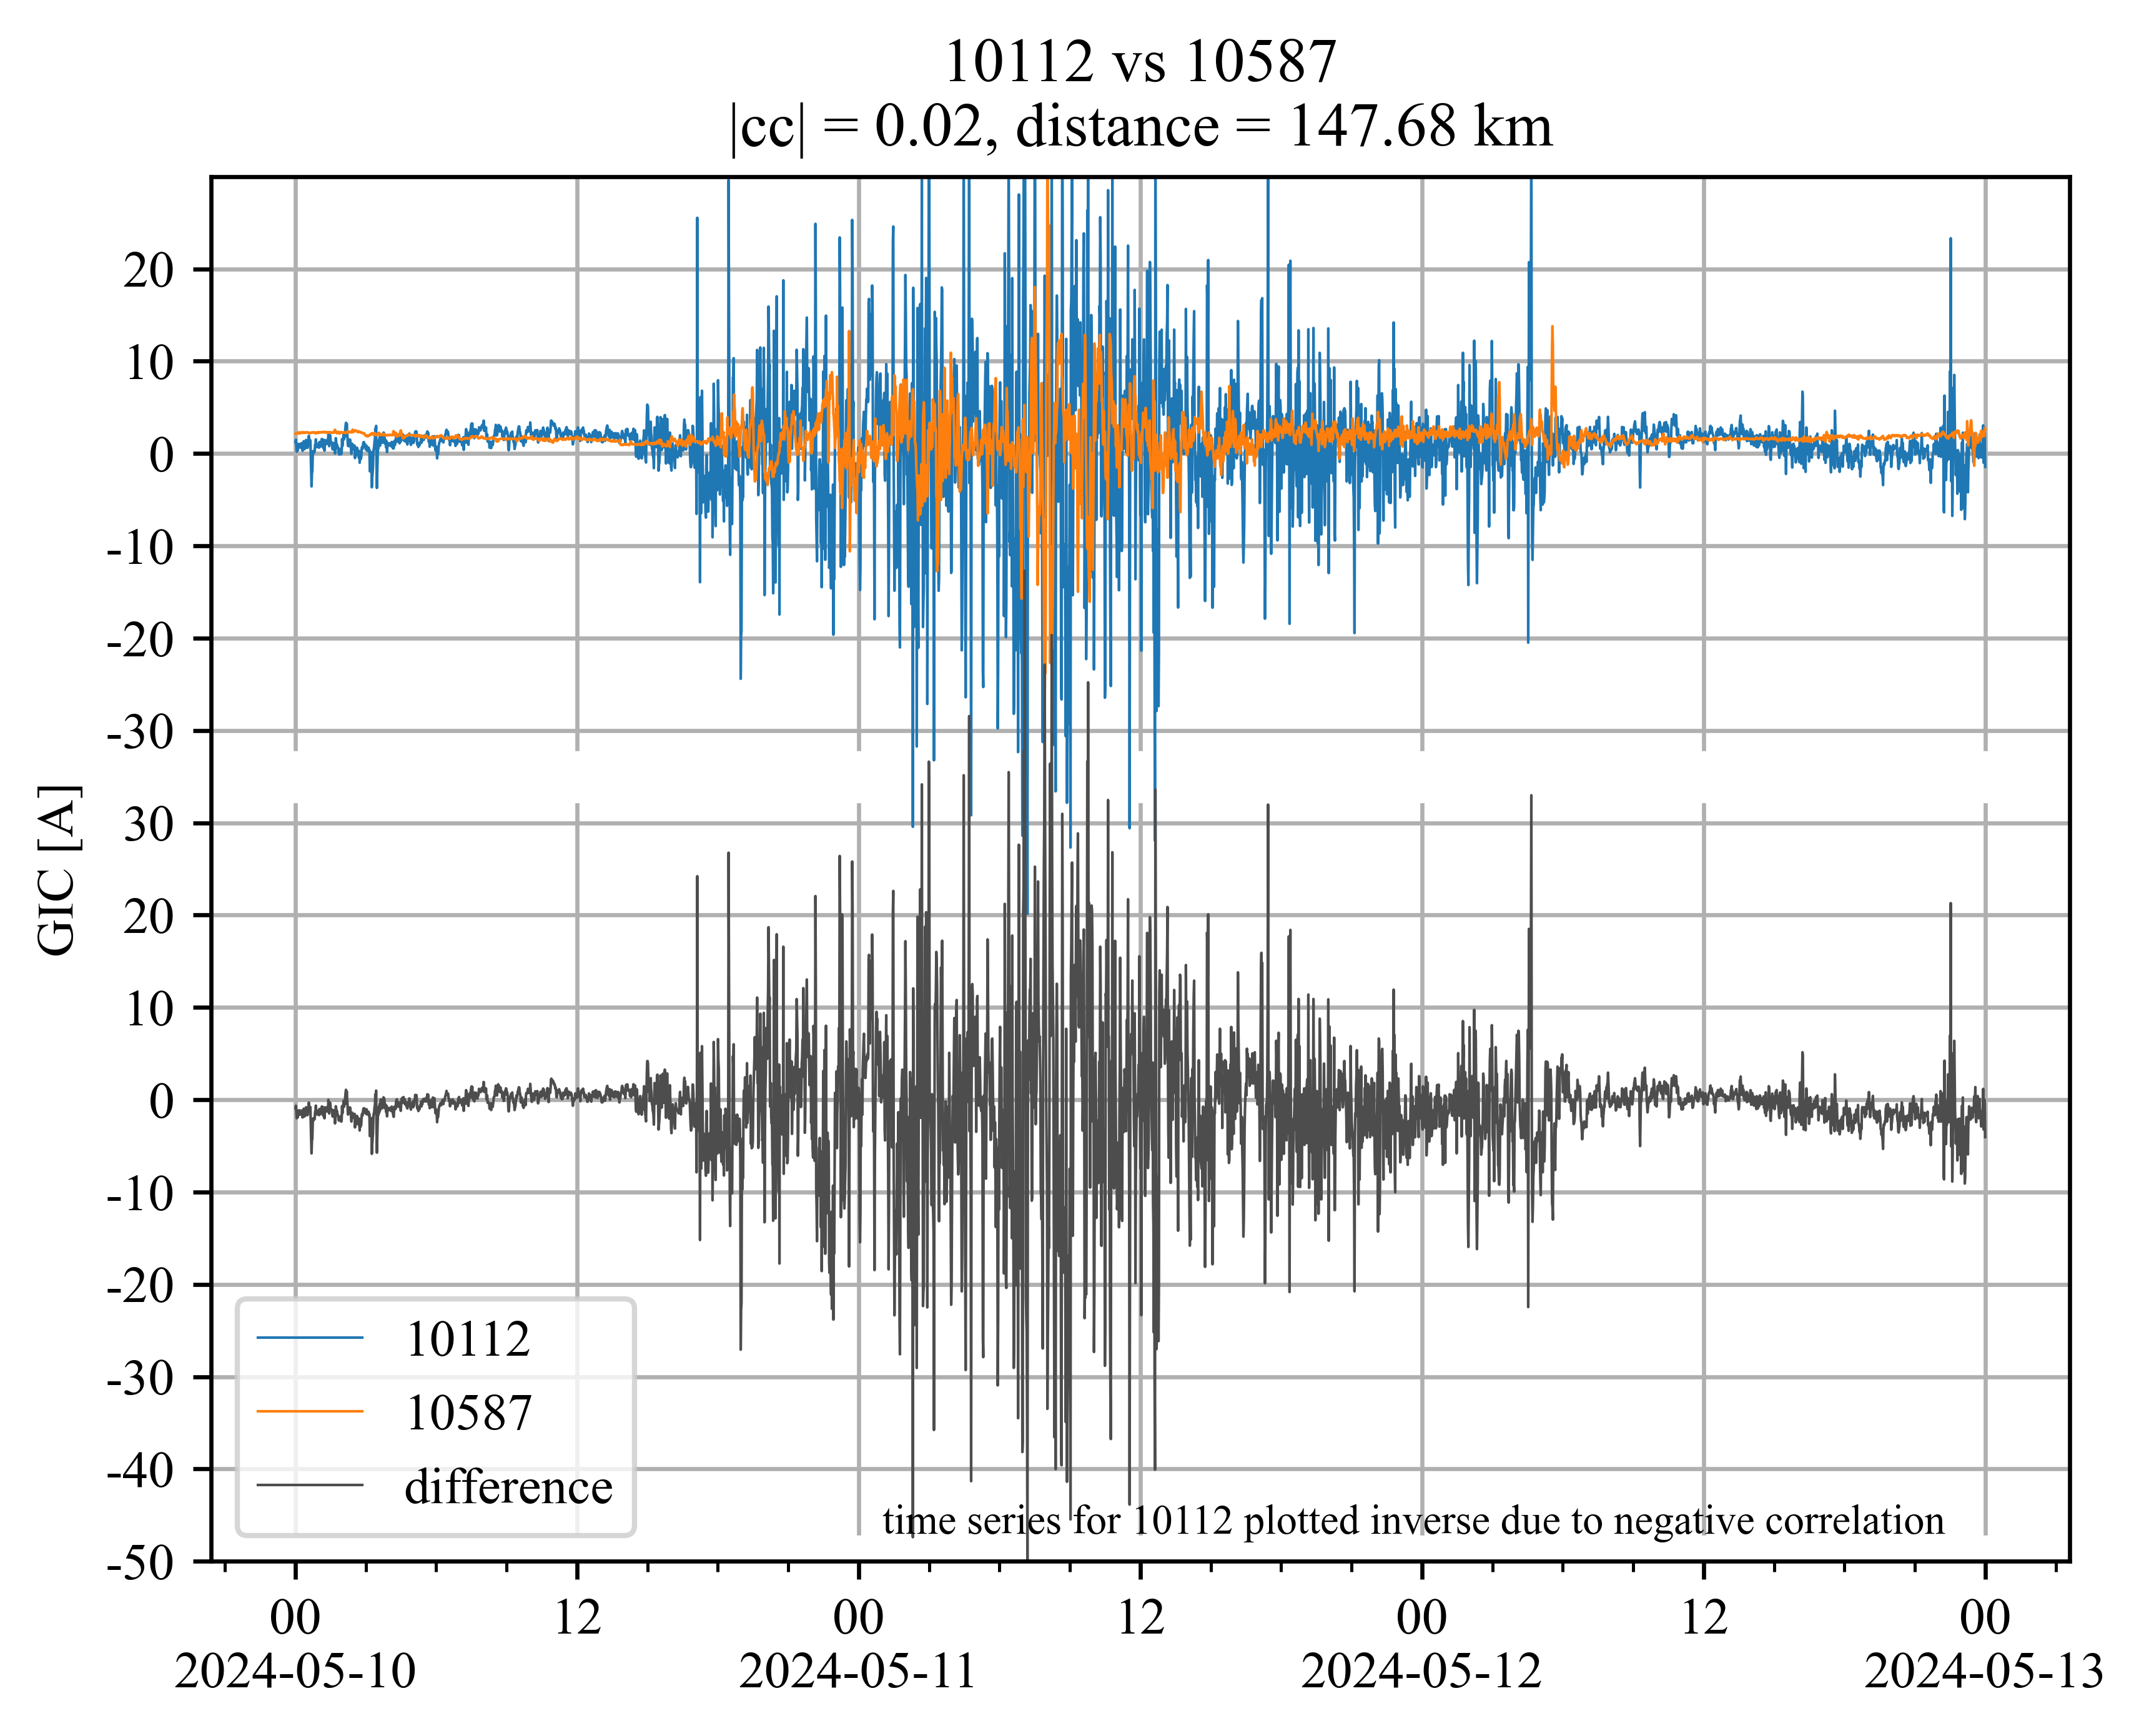 10112 vs 10587
|cc| = 0.02, distance = 147.68 km
20
10
0
-10
-20
-30
30
20
10
0
-10
-20
-30
-40
-50
GIC [A]
10112
10587
difference
time series for 10112 plotted inverse due to negative correlation
00 12 00 12 00 12 00
2024-05-10 2024-05-11 2024-05-12 2024-05-13